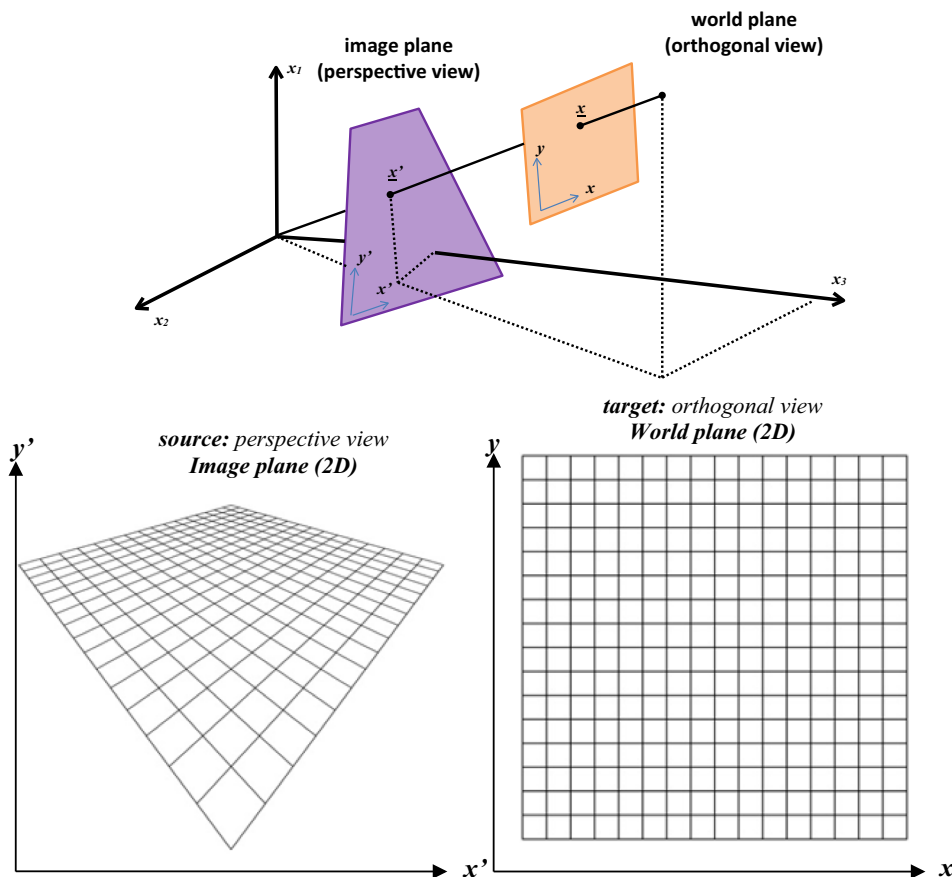 image plane
(perspective view)
world plane
(orthogonal view)
x1
x
x'
y
x
y'
x'
x3
x2
target: orthogonal view
World plane (2D)
source: perspective view
Image plane (2D)
y'
y
x'
x